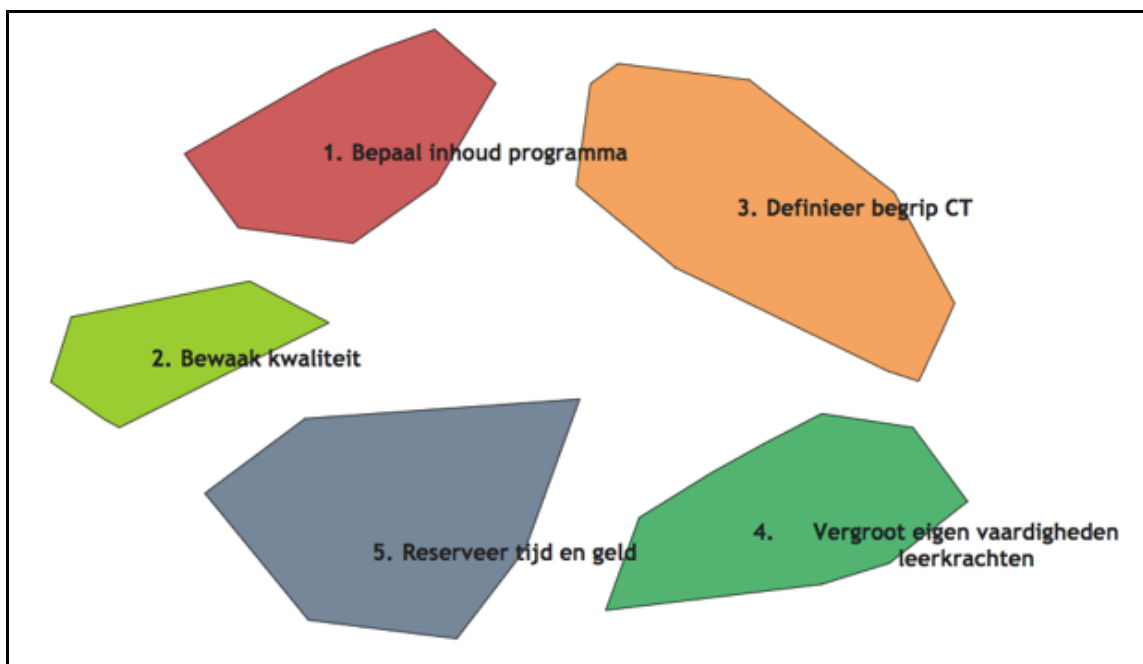 1. Bepaal inhoud programma
3. Definieer begrip CT
2. Bewaak kwaliteit
4. Vergroot eigen vaardigheden
leerkrachten
5. Reserveer tijd en geld